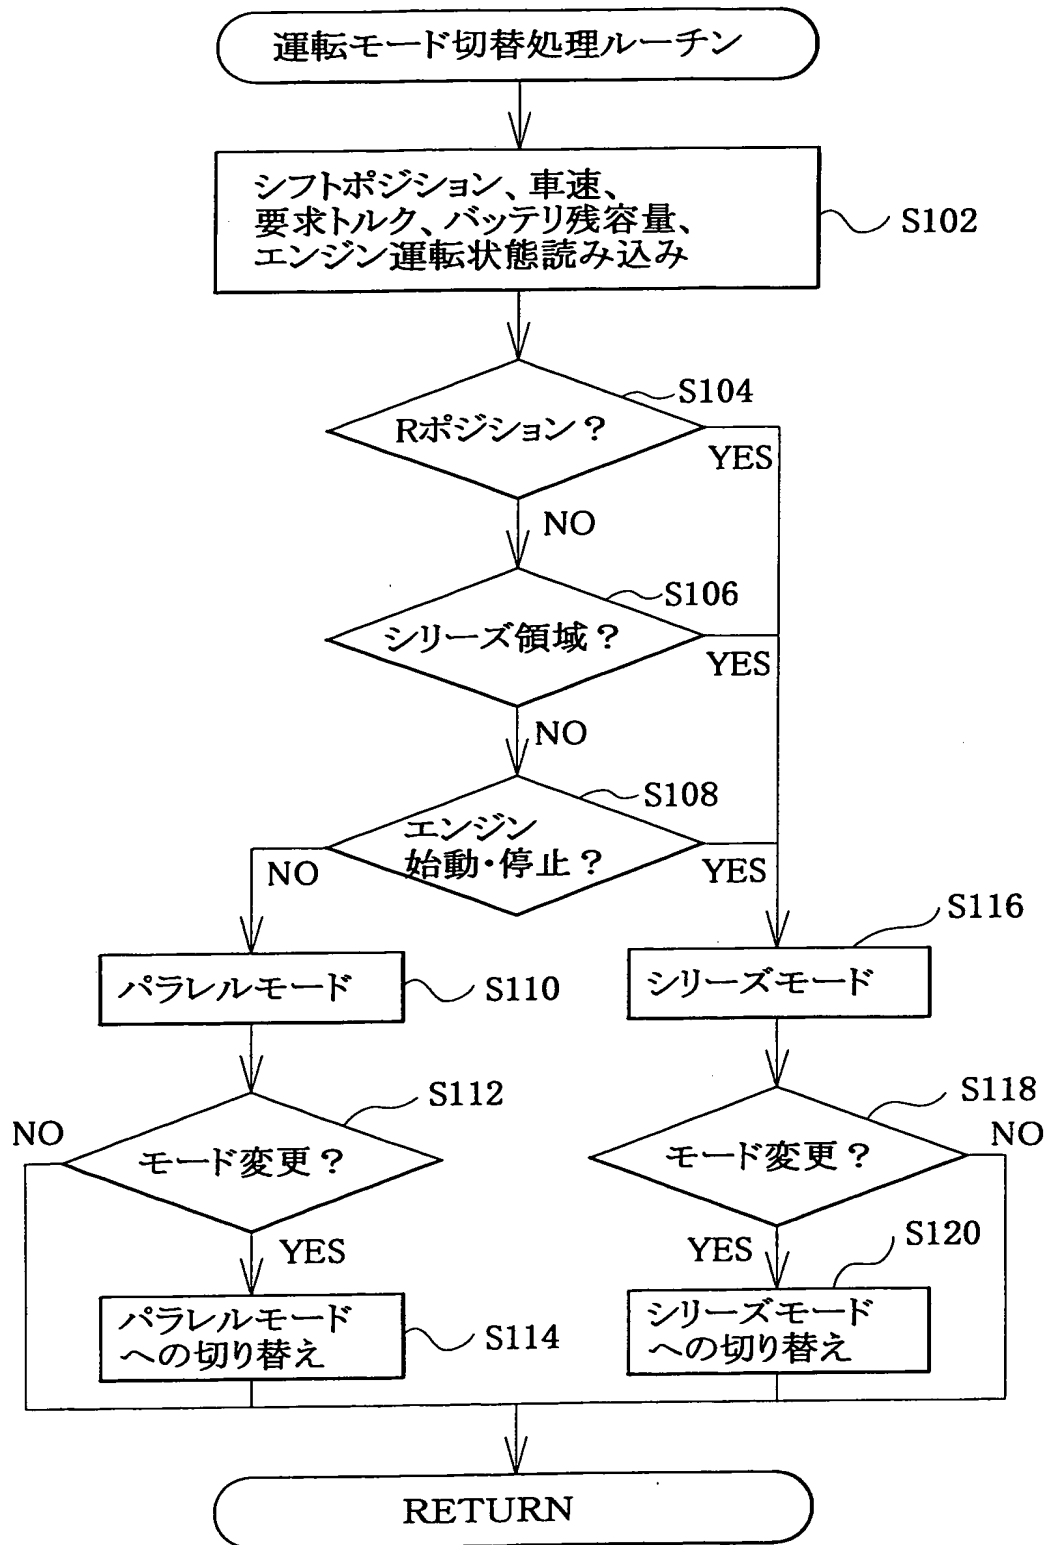 運転モード切替処理ルーチン
シフトポジション、車速、
要求トルク、バッテリ残容量、
エンジン運転状態読み込み
S102
S104
Rポジション？
YES
NO
S106
シリーズ領域？
YES
NO
S108
エンジン
始動・停止？
NO
YES
S116
パラレルモード
S110
シリーズモード
S112
S118
NO
モード変更？
モード変更？
NO
YES
YES
S120
パラレルモード
への切り替え
S114
シリーズモード
への切り替え
RETURN